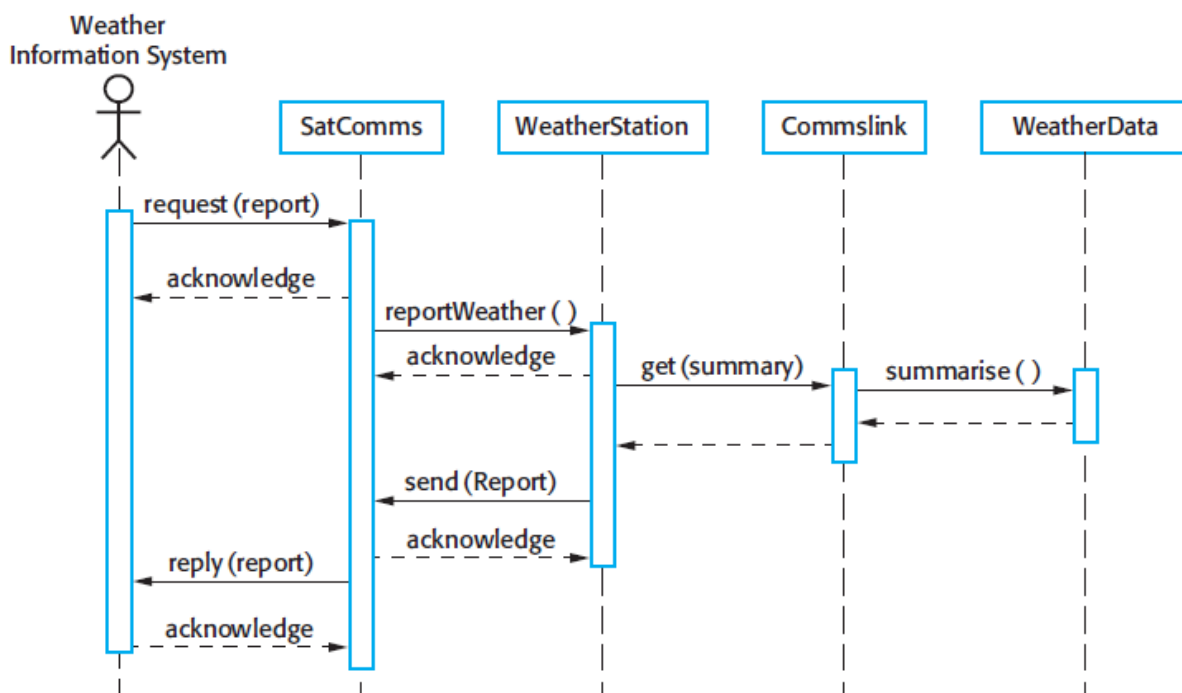 Weather
Information System
SatComms
WeatherStation
Commslink
WeatherData
request (report)
acknowledge
reportWeather ( )
acknowledge
get (summary)
summarise ( )
send (Report)
acknowledge
reply (report)
acknowledge